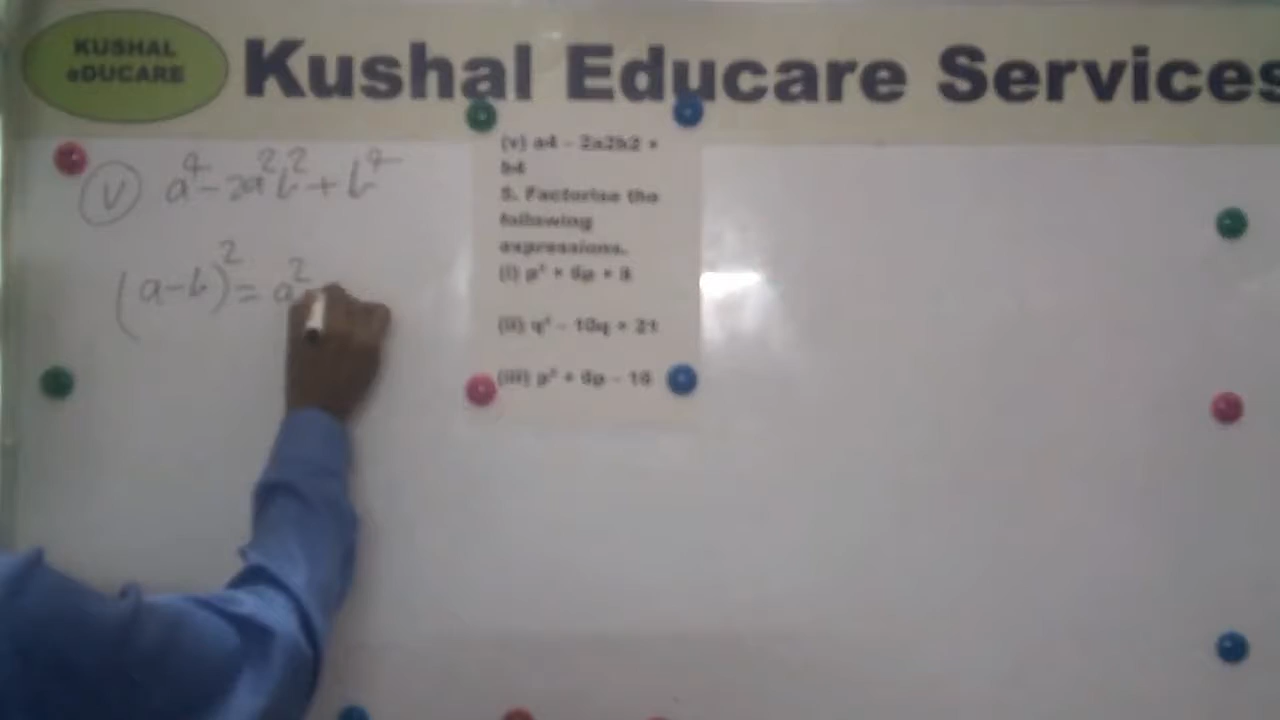 KUSHAL
eDUCARE
Kushal Educare Services
V a⁴ - 2a²b² + b⁴
(a-b)² = a²
(v) a4 - 2a2b2 +
b4
5. Factorise the
following
expressions.
(i) p² + 6p + 8
(ii) q² - 10q + 21
(iii) p² + 6p - 16